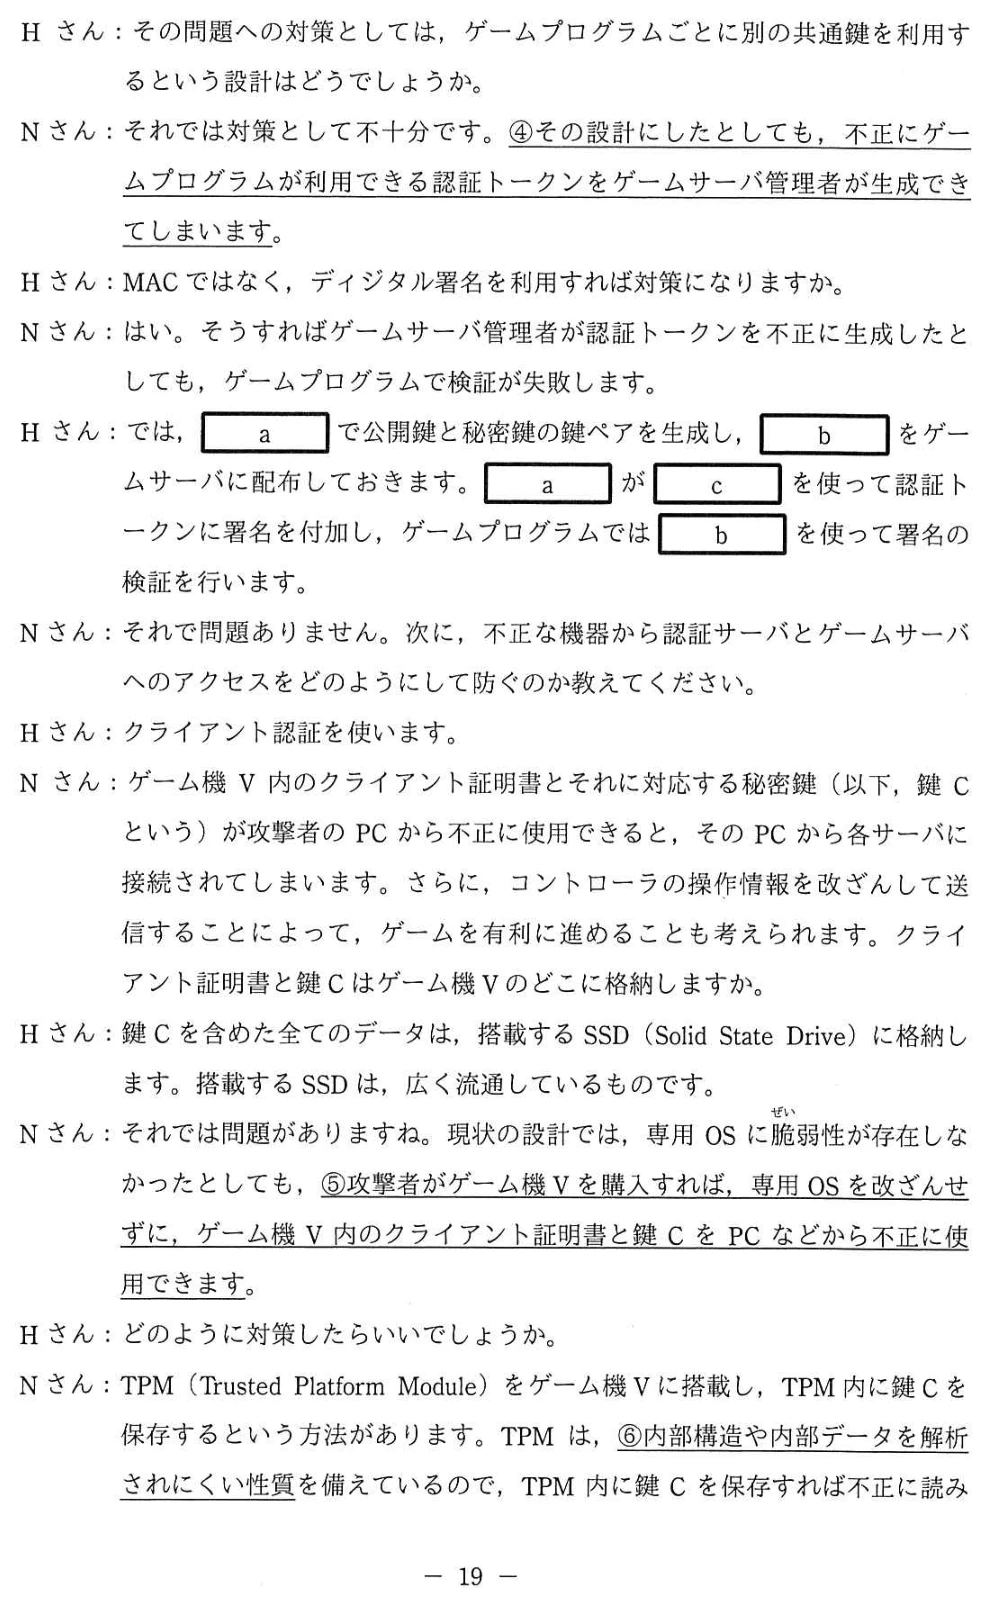 Hさん：その問題への対策としては，ゲームプログラムごとに別の共通鍵を利用す
るという設計はどうでしょうか。
Nさん：それでは対策として不十分です。④その設計にしたとしても，不正にゲー
ムプログラムが利用できる認証トークンをゲームサーバ管理者が生成でき
てしまいます。
Hさん：MACではなく，ディジタル署名を利用すれば対策になりますか。
Nさん：はい。そうすればゲームサーバ管理者が認証トークンを不正に生成したと
しても，ゲームプログラムで検証が失敗します。
Hさん：では， a で公開鍵と秘密鍵の鍵ペアを生成し， b をゲー
ムサーバに配布しておきます。 a が c を使って認証ト
ークンに署名を付加し，ゲームプログラムでは b を使って署名の
検証を行います。
Nさん：それで問題ありません。次に，不正な機器から認証サーバとゲームサーバ
へのアクセスをどのようにして防ぐのか教えてください。
Hさん：クライアント認証を使います。
Nさん：ゲーム機 V 内のクライアント証明書とそれに対応する秘密鍵（以下，鍵 C
という）が攻撃者の PC から不正に使用できると，その PC から各サーバに
接続されてしまいます。さらに，コントローラの操作情報を改ざんして送
信することによって，ゲームを有利に進めることも考えられます。クライ
アント証明書と鍵Cはゲーム機Vのどこに格納しますか。
Hさん：鍵Cを含めた全てのデータは，搭載する SSD（Solid State Drive）に格納し
ます。搭載する SSD は，広く流通しているものです。
ぜい
Nさん：それでは問題がありますね。現状の設計では，専用 OS に脆弱性が存在しな
かったとしても，⑤攻撃者がゲーム機Vを購入すれば，専用OSを改ざんせ
ずに，ゲーム機 V 内のクライアント証明書と鍵 C を PC などから不正に使
用できます。
Hさん：どのように対策したらいいでしょうか。
Nさん：TPM（Trusted Platform Module）をゲーム機Vに搭載し，TPM内に鍵Cを
保存するという方法があります。TPM は，⑥内部構造や内部データを解析
されにくい性質を備えているので，TPM 内に鍵 C を保存すれば不正に読み
－ 19 －